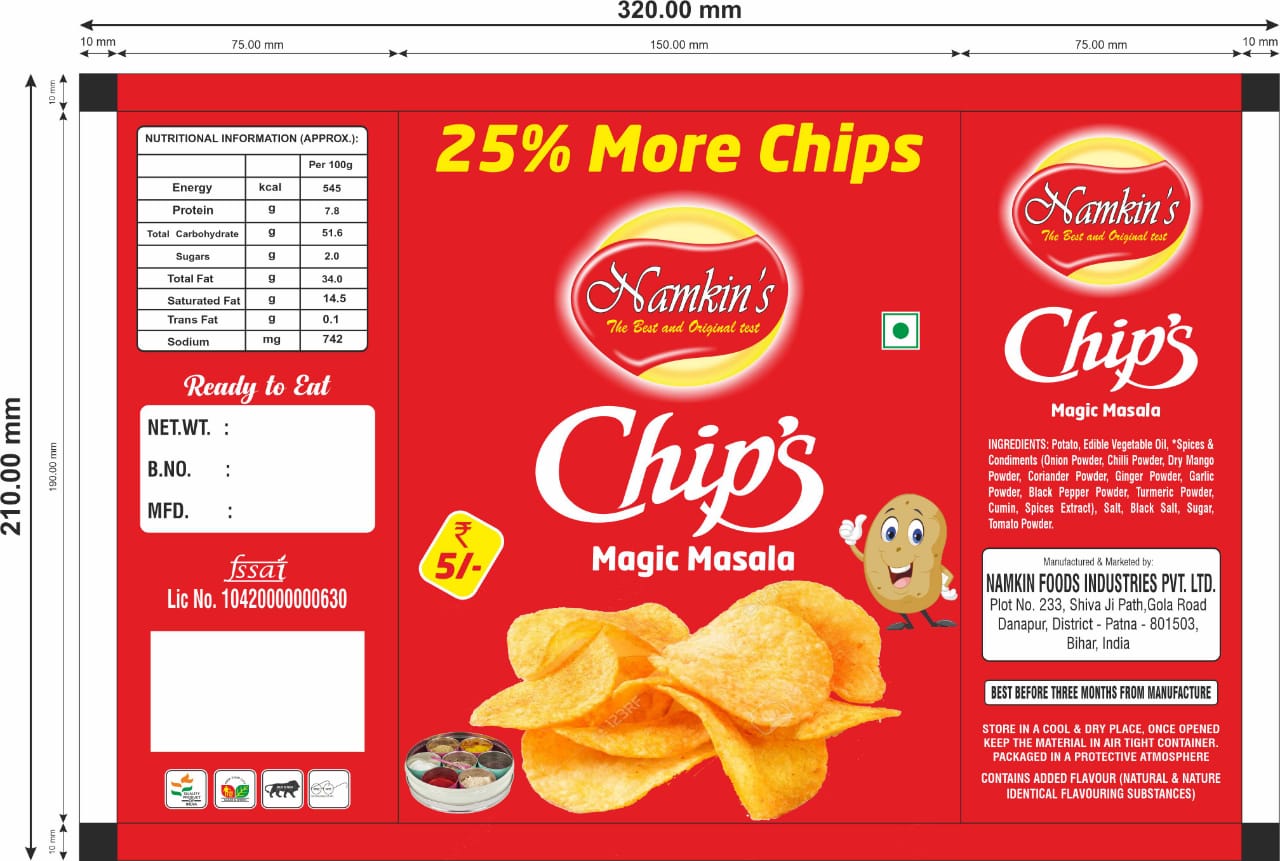 320.00 mm
10 mm
75.00 mm
150.00 mm
75.00 mm
10 mm
210.00 mm
10 mm
190.00 mm
10 mm
NUTRITIONAL INFORMATION (APPROX.):
Per 100g
Energy kcal 545
Protein g 7.8
Total Carbohydrate g 51.6
Sugars g 2.0
Total Fat g 34.0
Saturated Fat g 14.5
Trans Fat g 0.1
Sodium mg 742
Ready to Eat
NET.WT. :
B.NO. :
MFD. :
fssai
Lic No. 10420000000630
QUALITY
PRODUCT
OF
INDIA
25% More Chips
Namkin's
The Best and Original test
Chip's
Magic Masala
₹
5/-
123RF
Namkin's
The Best and Original test
Chip's
Magic Masala
INGREDIENTS: Potato, Edible Vegetable Oil, *Spices &
Condiments (Onion Powder, Chilli Powder, Dry Mango
Powder, Coriander Powder, Ginger Powder, Garlic
Powder, Black Pepper Powder, Turmeric Powder,
Cumin, Spices Extract), Salt, Black Salt, Sugar,
Tomato Powder.
Manufactured & Marketed by:
NAMKIN FOODS INDUSTRIES PVT. LTD.
Plot No. 233, Shiva Ji Path,Gola Road
Danapur, District - Patna - 801503,
Bihar, India
BEST BEFORE THREE MONTHS FROM MANUFACTURE
STORE IN A COOL & DRY PLACE, ONCE OPENED
KEEP THE MATERIAL IN AIR TIGHT CONTAINER.
PACKAGED IN A PROTECTIVE ATMOSPHERE
CONTAINS ADDED FLAVOUR (NATURAL & NATURE
IDENTICAL FLAVOURING SUBSTANCES)